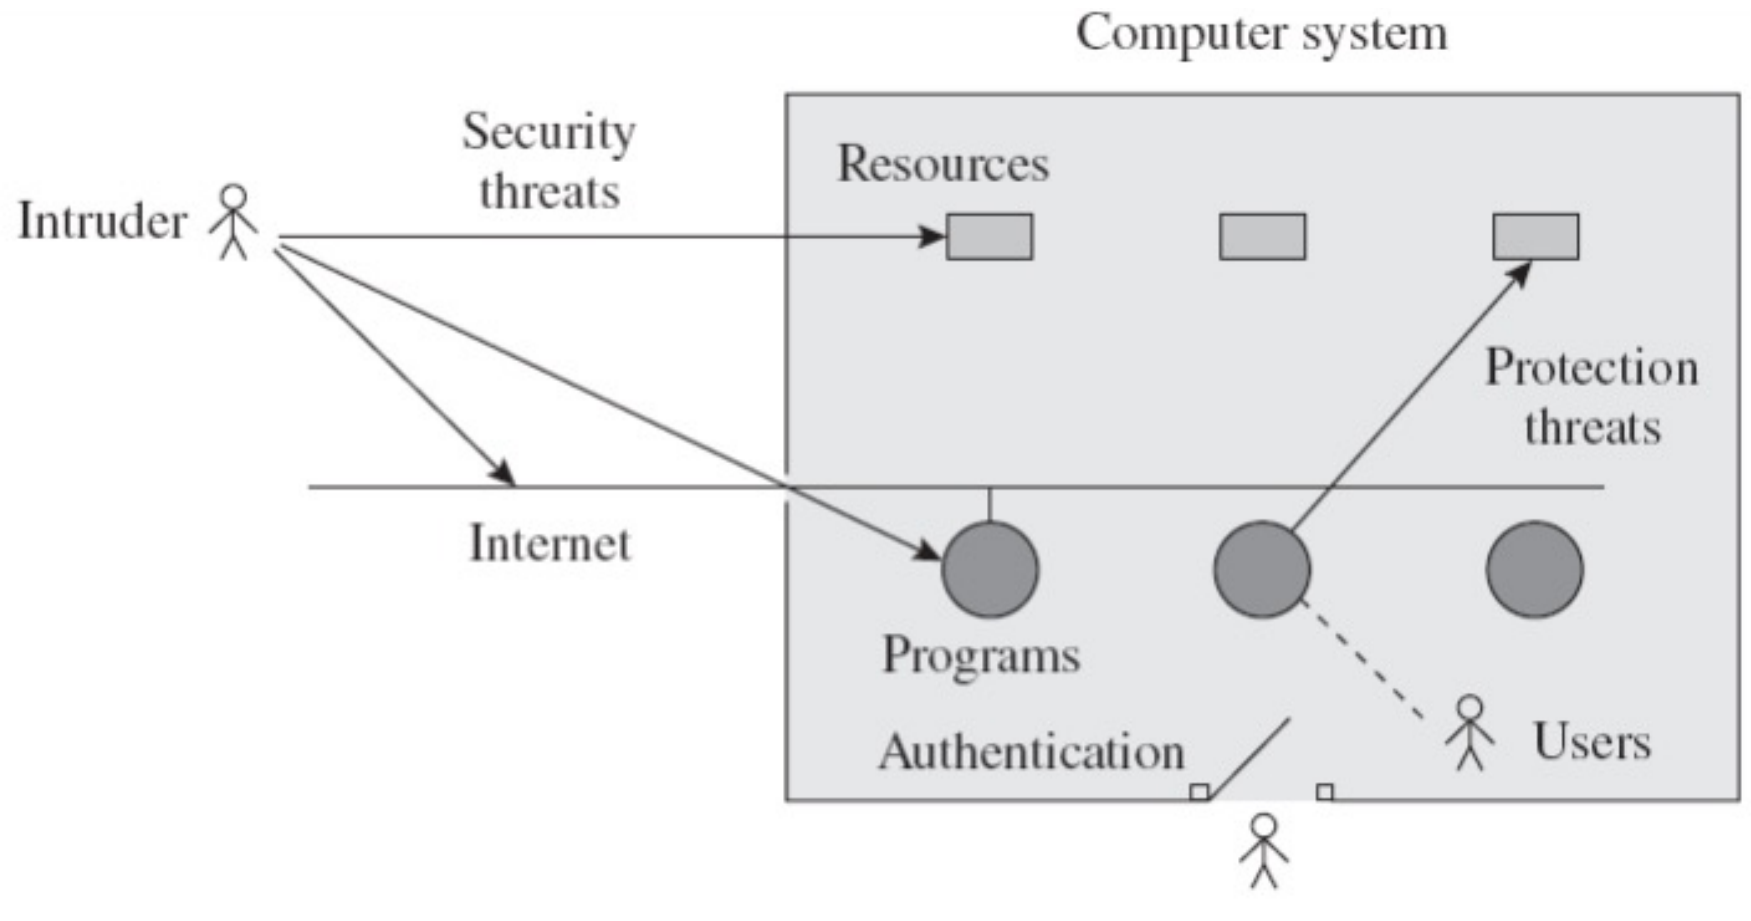 Computer system
Security
threats
Resources
Intruder
Protection
threats
Internet
Programs
Authentication
Users